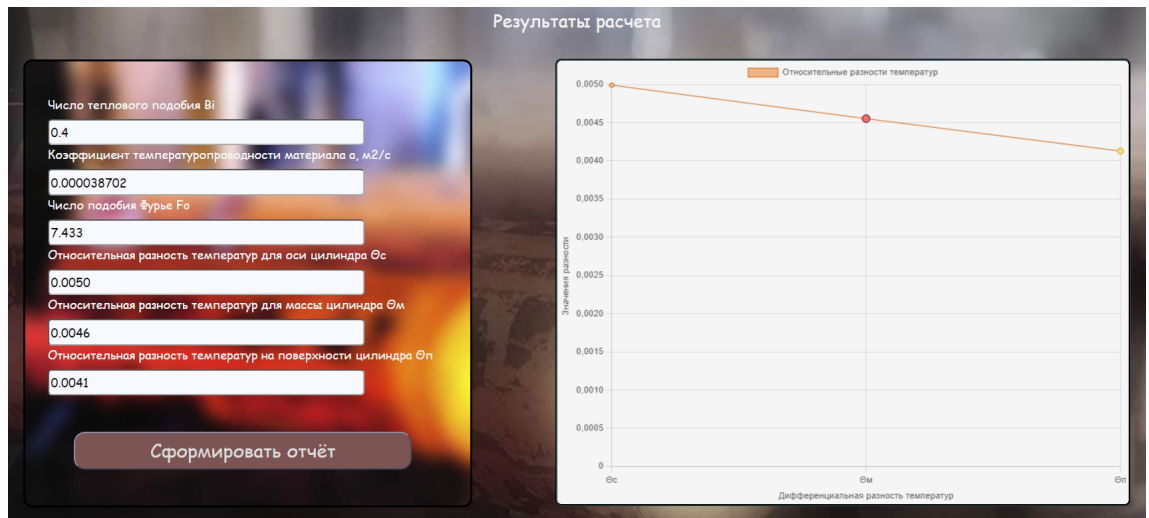 Результаты расчета
Число теплового подобия Bi
0.4
Коэффициент температуропроводности материала a, м2/с
0.000038702
Число подобия Фурье Fo
7.433
Относительная разность температур для оси цилиндра Θc
0.0050
Относительная разность температур для массы цилиндра Θм
0.0046
Относительная разность температур на поверхности цилиндра Θп
0.0041
Сформировать отчёт
Относительные разности температур
0,0050
0,0045
0,0040
0,0035
0,0030
0,0025
0,0020
0,0015
0,0010
0,0005
0
Значения разности
Θc
Θм
Θп
Дифференциальная разность температур